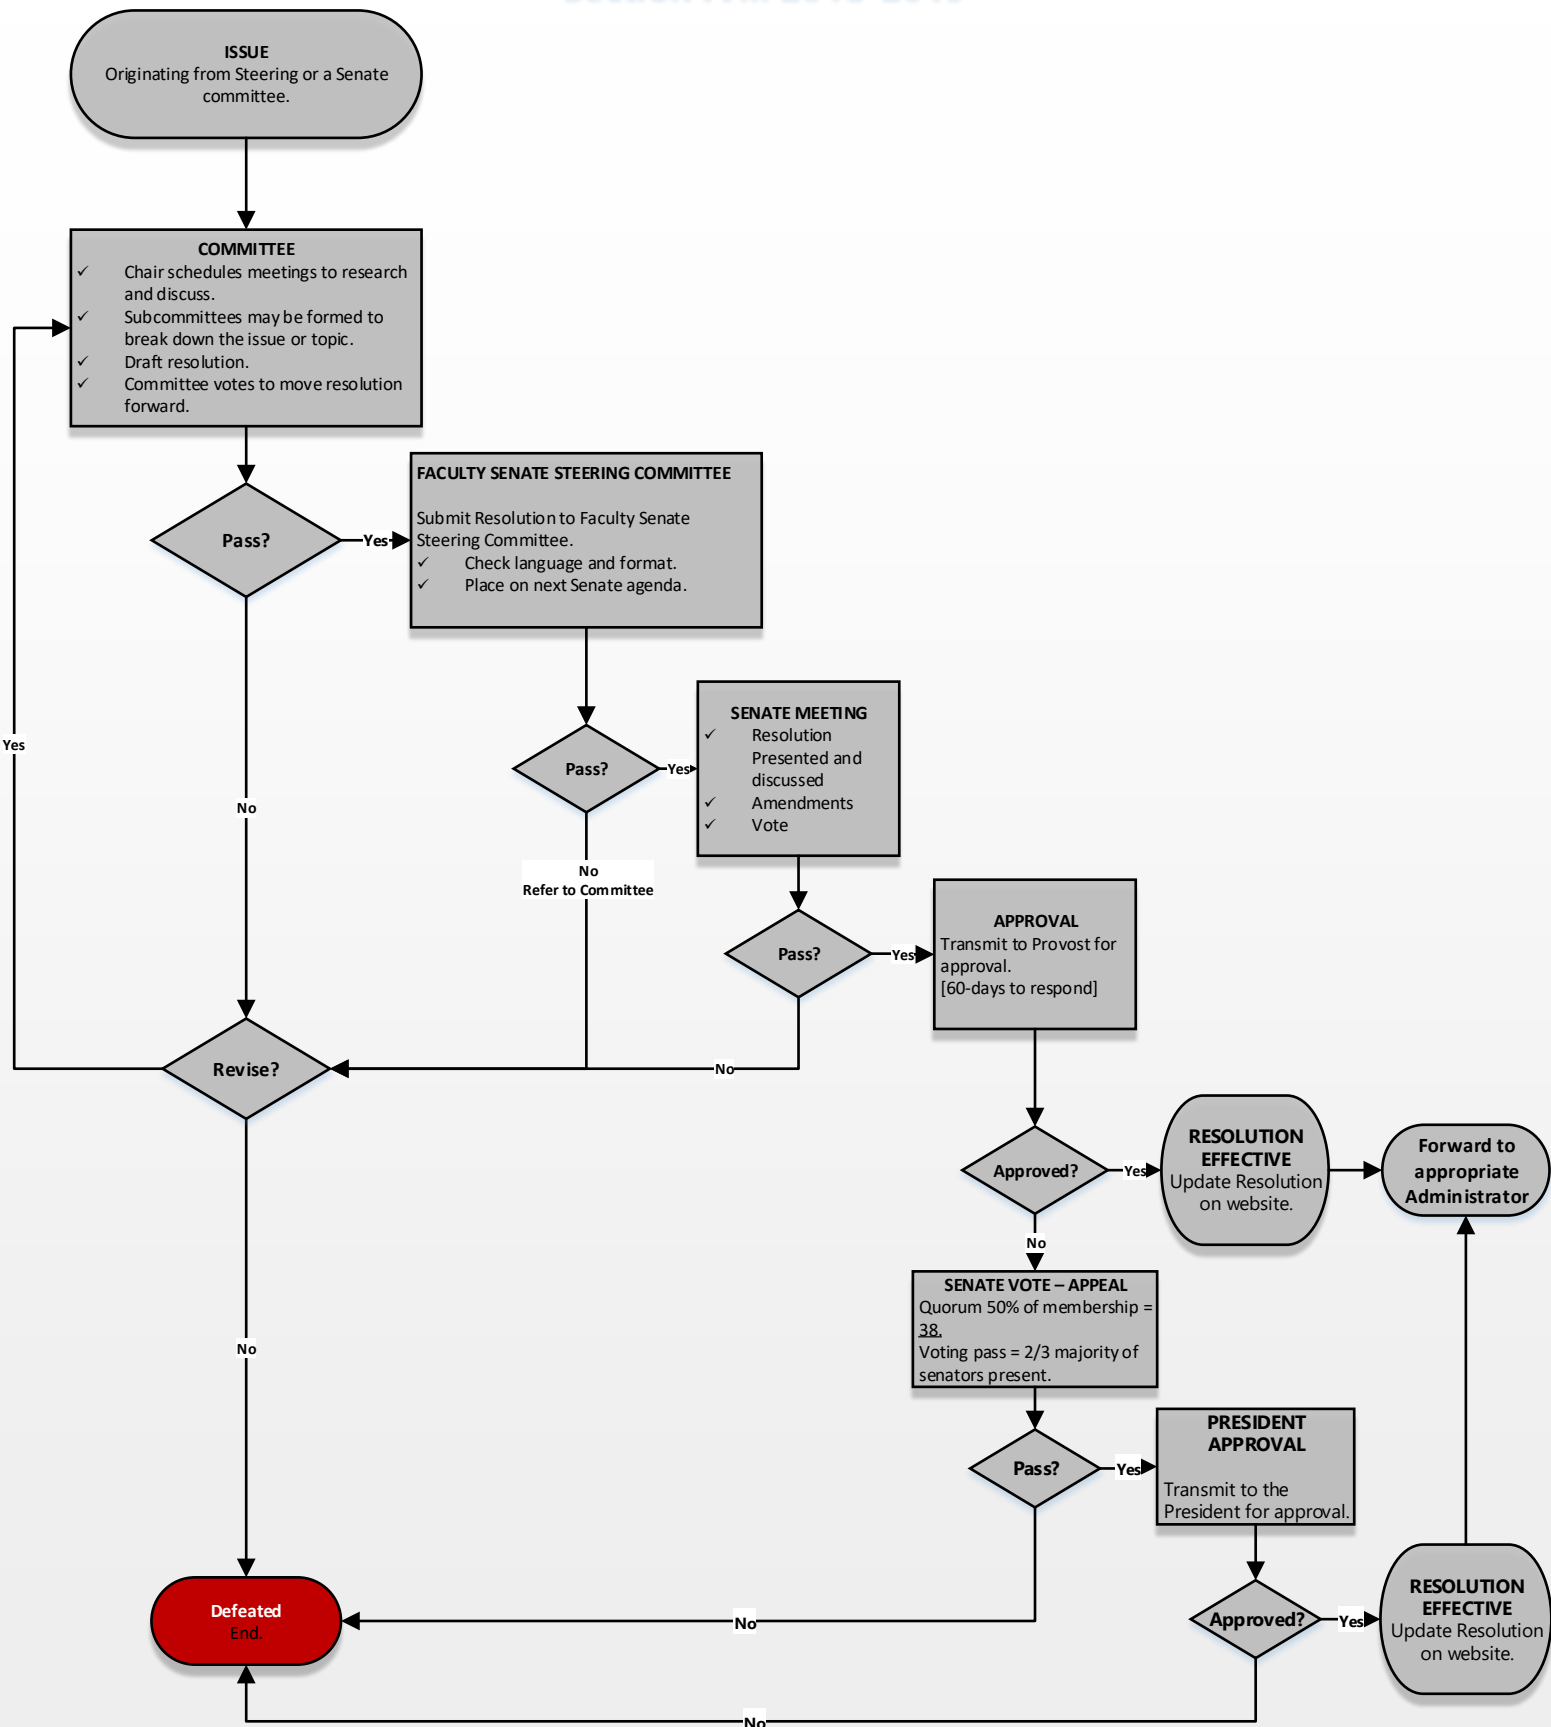 ISSUE
Originating from Steering or a Senate
committee.
COMMITTEE
✓ Chair schedules meetings to research
and discuss.
✓ Subcommittees may be formed to
break down the issue or topic.
✓ Draft resolution.
✓ Committee votes to move resolution
forward.
Pass?
Yes
FACULTY SENATE STEERING COMMITTEE
Submit Resolution to Faculty Senate
Steering Committee.
✓ Check language and format.
✓ Place on next Senate agenda.
Yes
No
Pass?
Yes
No
Refer to Committee
SENATE MEETING
✓ Resolution
Presented and
discussed
✓ Amendments
✓ Vote
Pass?
Yes
No
APPROVAL
Transmit to Provost for
approval.
[60-days to respond]
Revise?
No
Approved?
Yes
No
RESOLUTION
EFFECTIVE
Update Resolution
on website.
Forward to
appropriate
Administrator
SENATE VOTE – APPEAL
Quorum 50% of membership =
38.
Voting pass = 2/3 majority of
senators present.
Pass?
Yes
No
PRESIDENT
APPROVAL
Transmit to the
President for approval.
Approved?
Yes
No
RESOLUTION
EFFECTIVE
Update Resolution
on website.
Defeated
End.